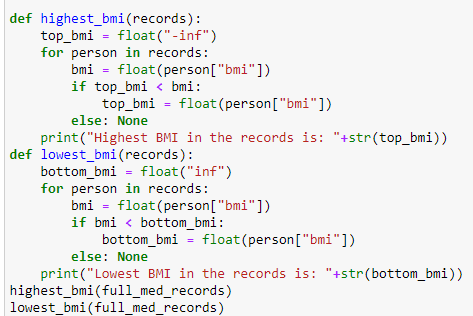 def highest_bmi(records):
    top_bmi = float("-inf")
    for person in records:
        bmi = float(person["bmi"])
        if top_bmi < bmi:
            top_bmi = float(person["bmi"])
        else: None
    print("Highest BMI in the records is: "+str(top_bmi))
def lowest_bmi(records):
    bottom_bmi = float("inf")
    for person in records:
        bmi = float(person["bmi"])
        if bmi < bottom_bmi:
            bottom_bmi = float(person["bmi"])
        else: None
    print("Lowest BMI in the records is: "+str(bottom_bmi))
highest_bmi(full_med_records)
lowest_bmi(full_med_records)